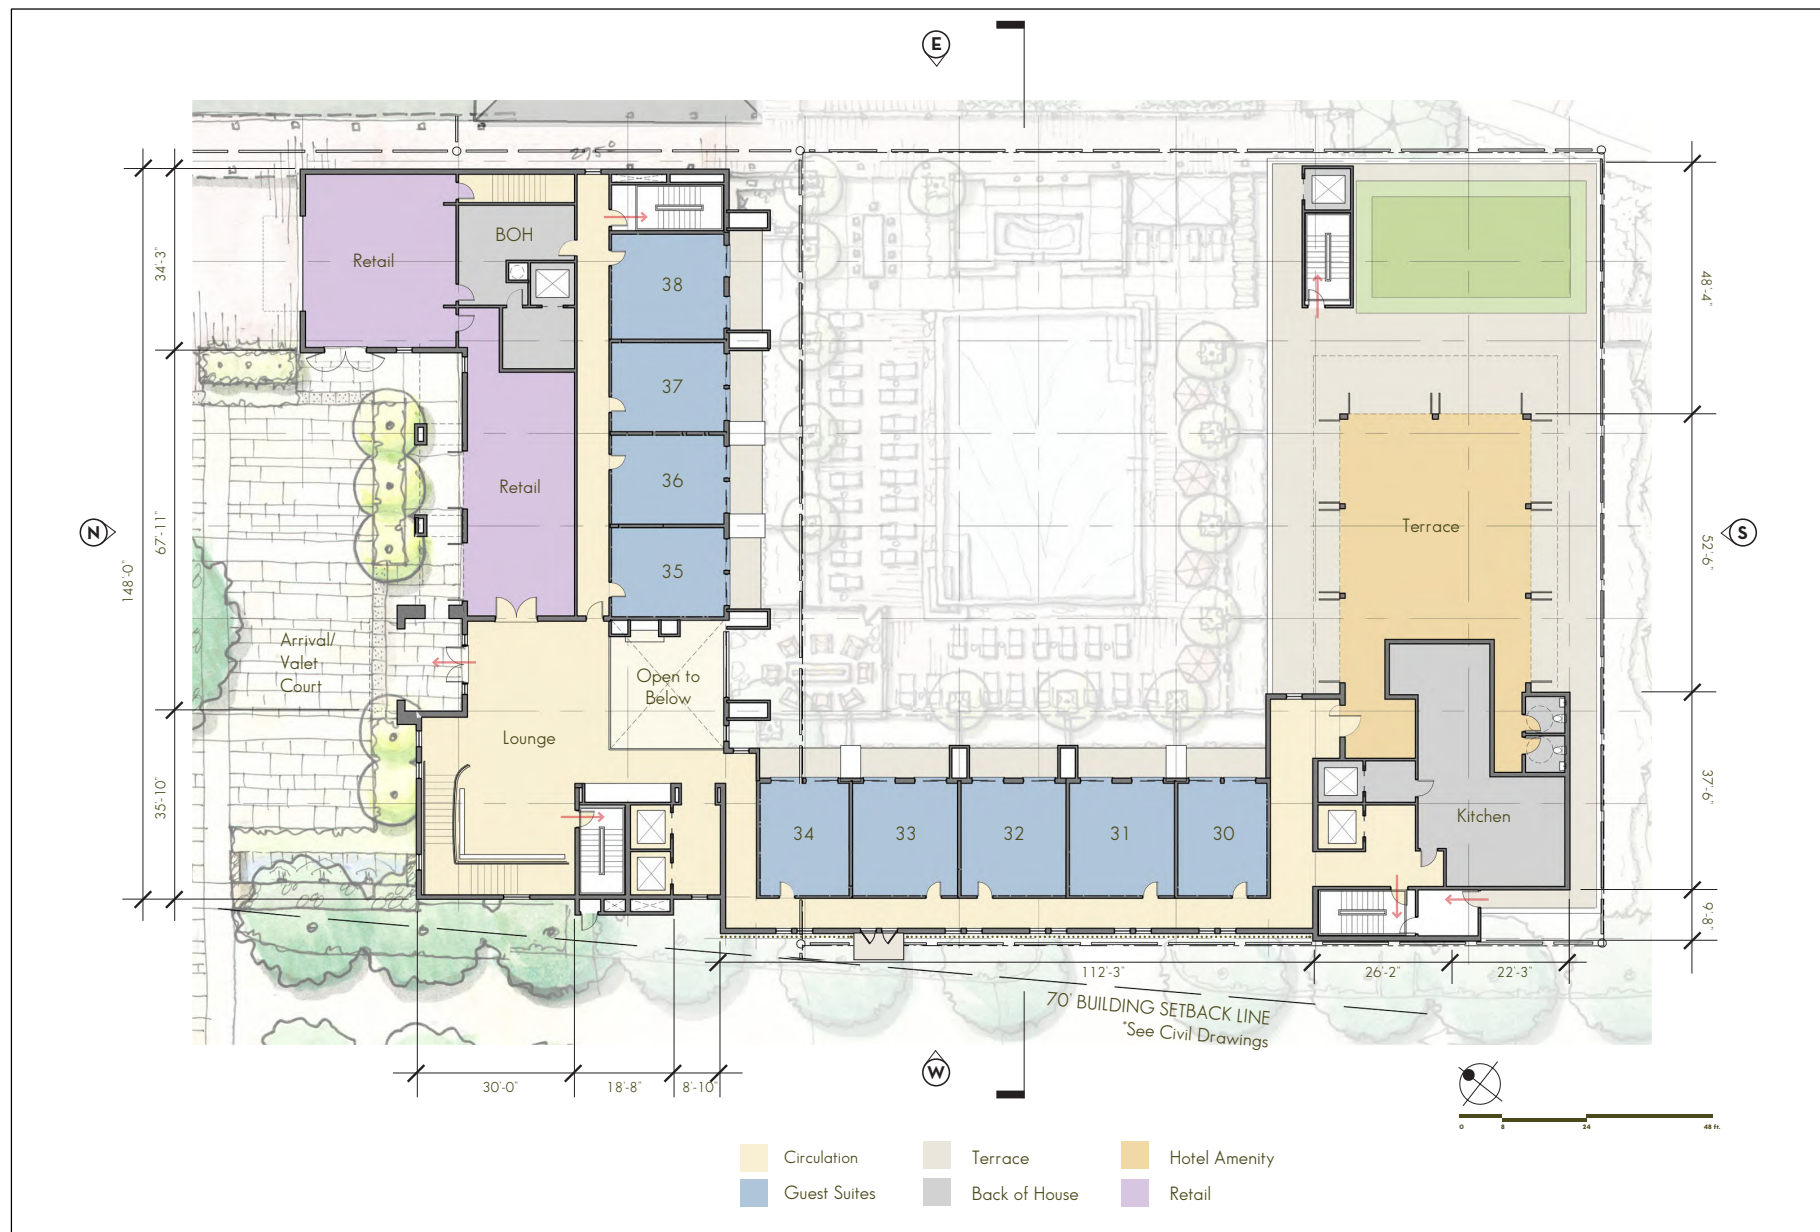 E
275°
34'-3"
67'-11"
148'-0"
35'-10"
N
Retail
BOH
38
37
36
35
Retail
Arrival/
Valet
Court
Open to
Below
Lounge
34
33
32
31
30
Terrace
Kitchen
48'-4"
52'-6"
37'-6"
9'-8"
S
112'-3"
26'-2"
22'-3"
70' BUILDING SETBACK LINE
*See Civil Drawings
30'-0"
18'-8"
8'-10"
W
0
8
24
48 ft.
Circulation
Terrace
Hotel Amenity
Guest Suites
Back of House
Retail